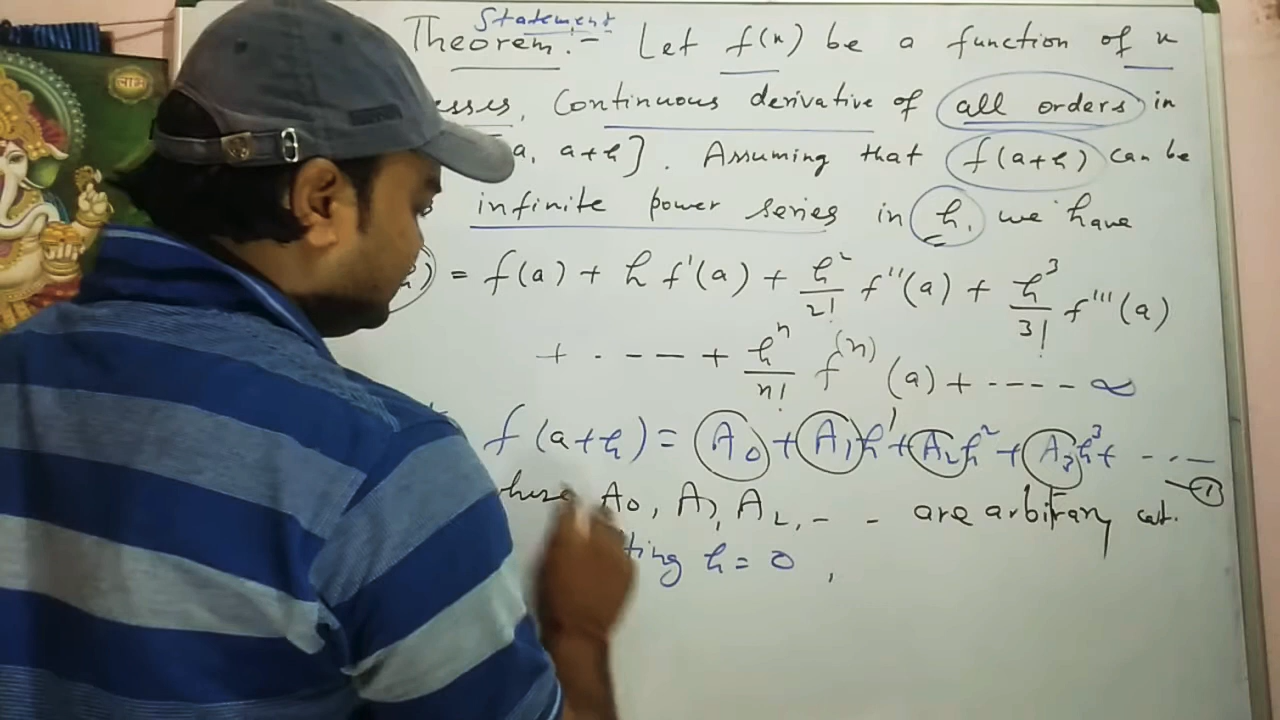 लाभ
Statement
Theorem:- Let f(x) be a function of x
esses, Continuous derivative of all orders in
a, a+h]. Assuming that f(a+h) can be
infinite power series in h, we have
) = f(a) + h f'(a) + h²/2! f''(a) + h³/3! f'''(a)
+ · --- + hⁿ/n! f⁽ⁿ⁾(a) + ---- ∞
f(a+h) = A₀ + A₁h¹ + A₂h² + A₃h³ + ---
①
where A₀, A₁, A₂, - - are arbitrary cst.
ting h = 0 ,